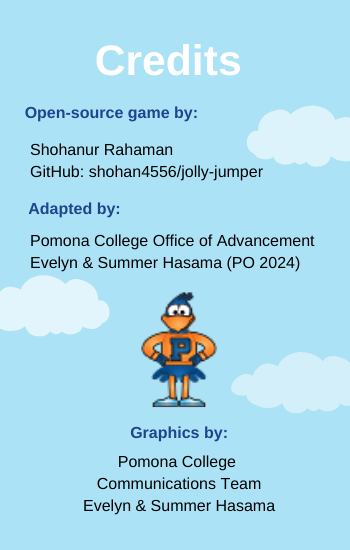 Credits
Open-source game by:
Shohanur Rahaman
GitHub: shohan4556/jolly-jumper
Adapted by:
Pomona College Office of Advancement
Evelyn & Summer Hasama (PO 2024)
P
Graphics by:
Pomona College
Communications Team
Evelyn & Summer Hasama